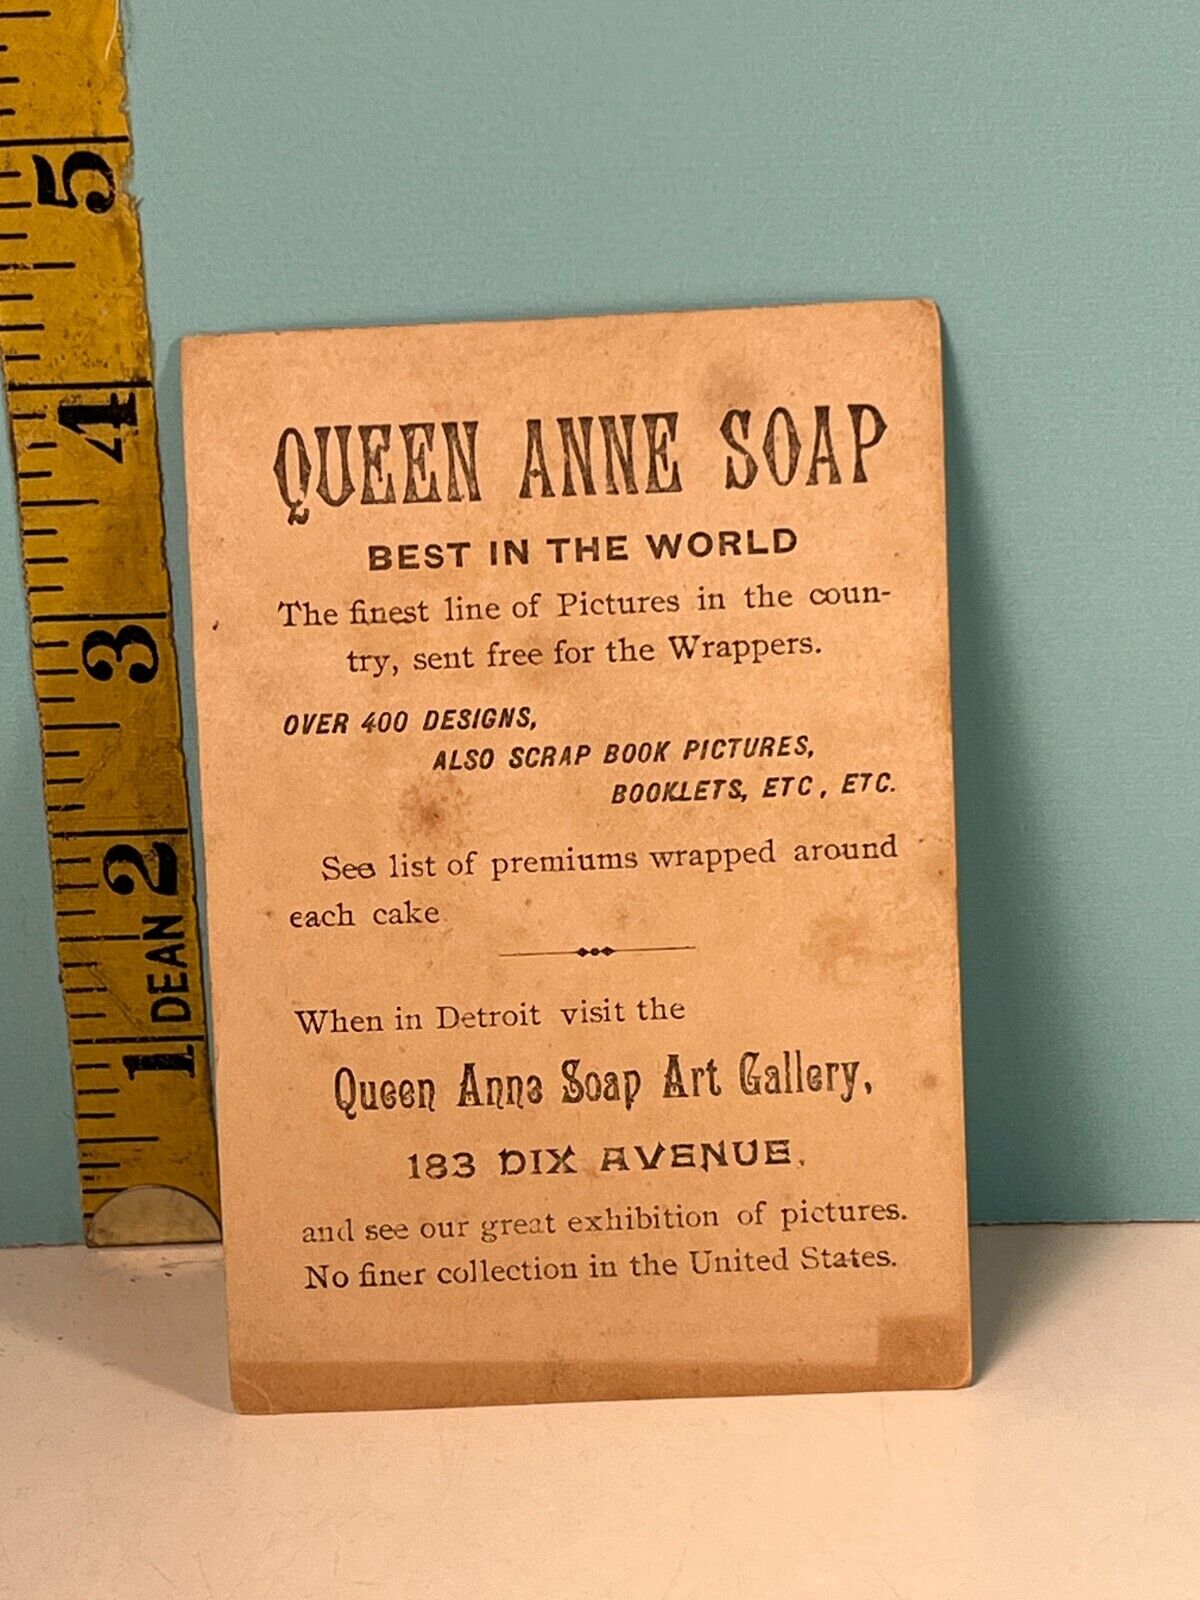 5
4
3
2
DEAN
1
QUEEN ANNE SOAP
BEST IN THE WORLD
The finest line of Pictures in the coun-
try, sent free for the Wrappers.
OVER 400 DESIGNS,
ALSO SCRAP BOOK PICTURES,
BOOKLETS, ETC, ETC.
See list of premiums wrapped around
each cake
When in Detroit visit the
Queen Anne Soap Art Gallery,
183 DIX AVENUE,
and see our great exhibition of pictures.
No finer collection in the United States.